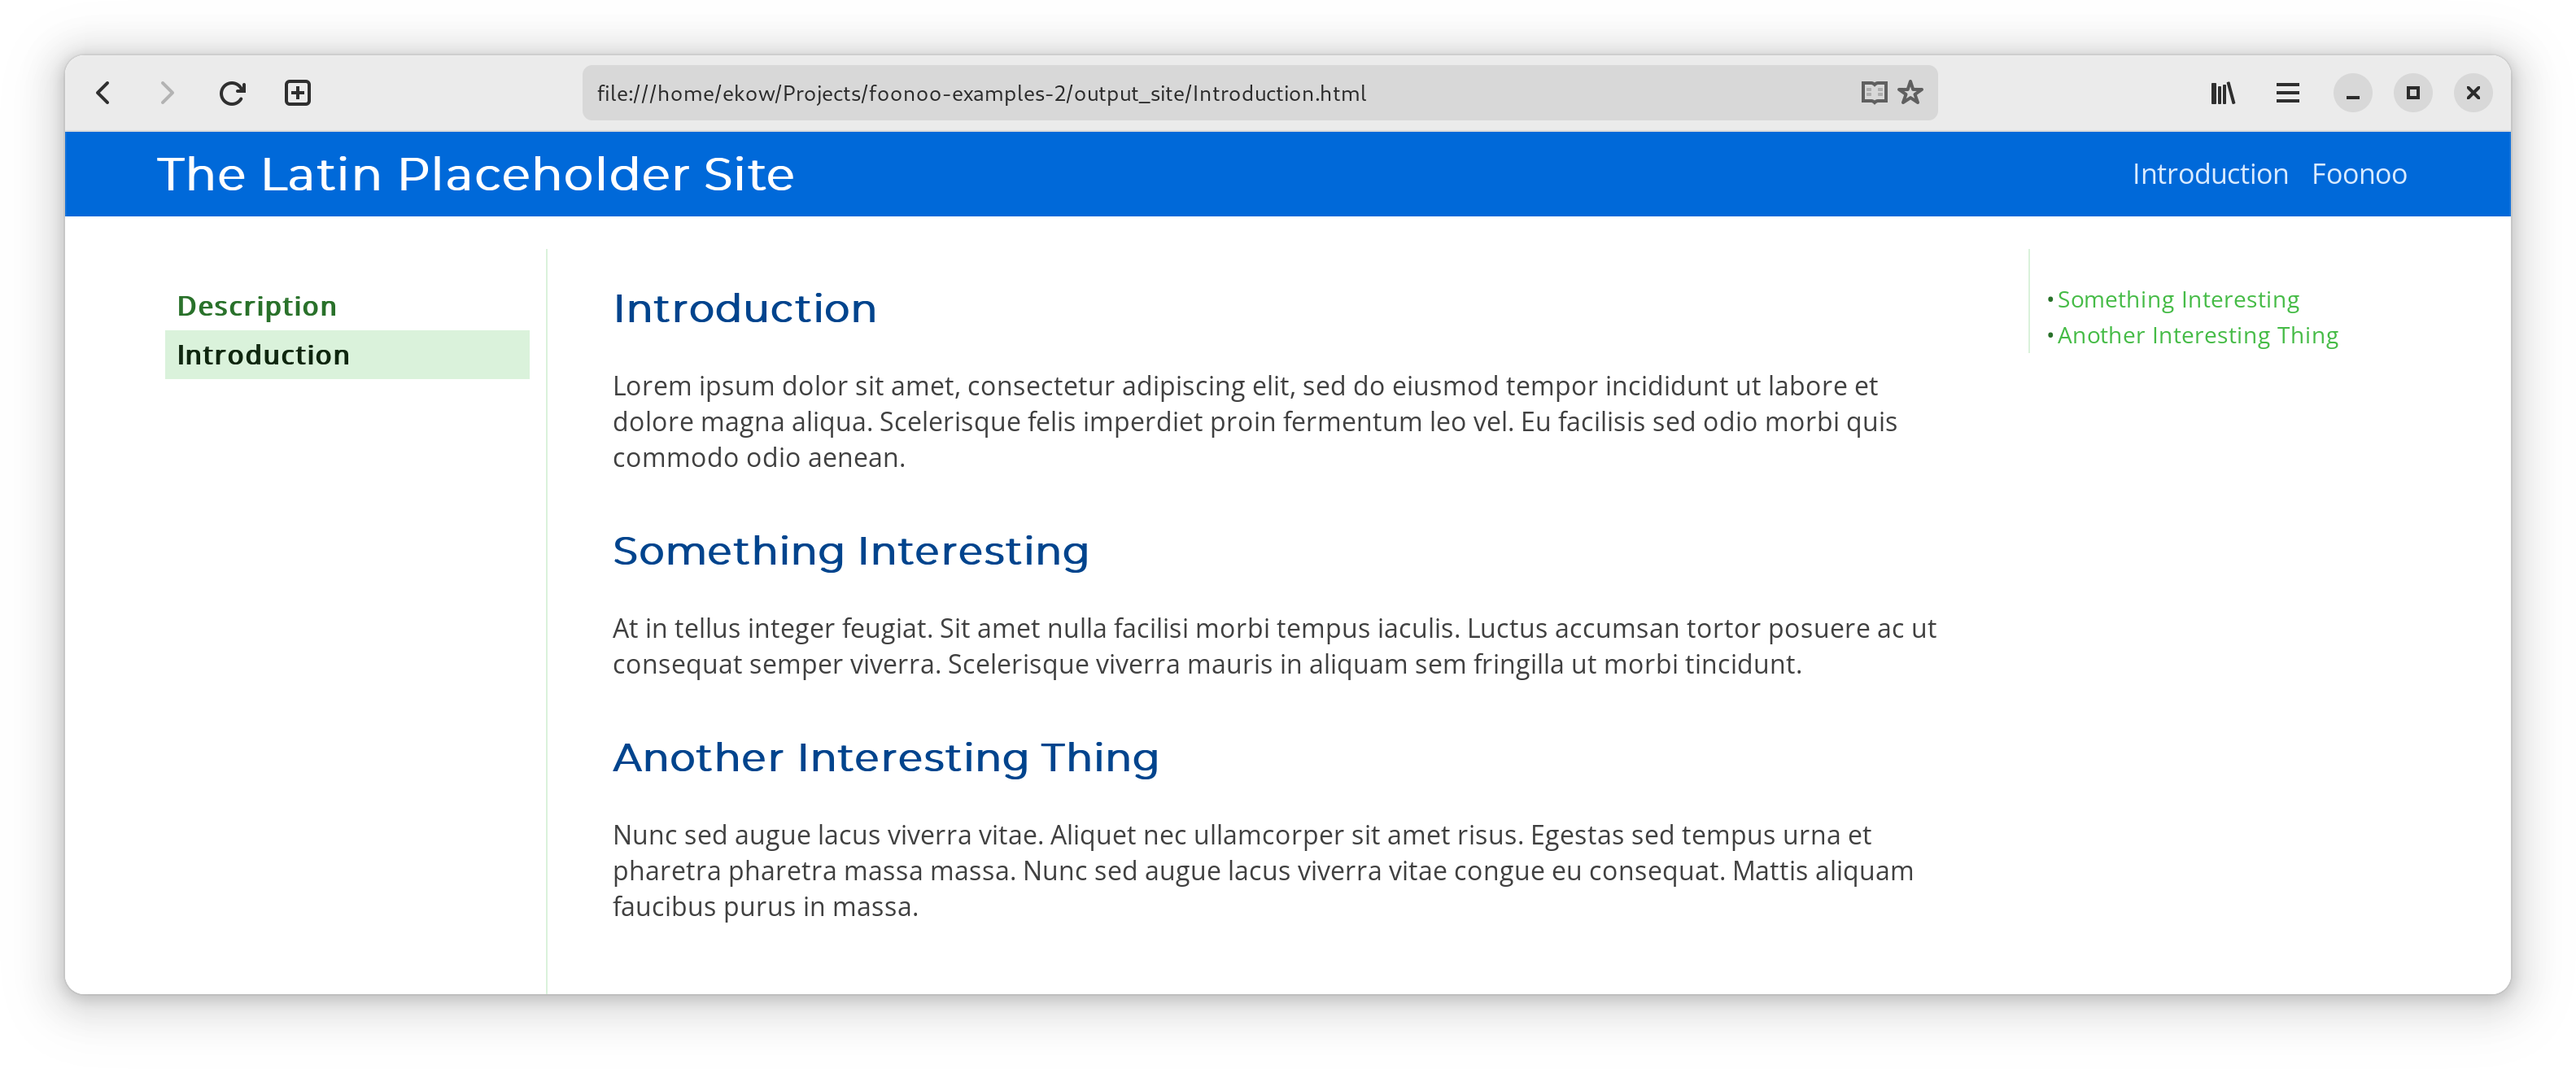 file:///home/ekow/Projects/foonoo-examples-2/output_site/Introduction.html
The Latin Placeholder Site
Introduction Foonoo
Description
Introduction
Introduction
Lorem ipsum dolor sit amet, consectetur adipiscing elit, sed do eiusmod tempor incididunt ut labore et
dolore magna aliqua. Scelerisque felis imperdiet proin fermentum leo vel. Eu facilisis sed odio morbi quis
commodo odio aenean.
Something Interesting
At in tellus integer feugiat. Sit amet nulla facilisi morbi tempus iaculis. Luctus accumsan tortor posuere ac ut
consequat semper viverra. Scelerisque viverra mauris in aliquam sem fringilla ut morbi tincidunt.
Another Interesting Thing
Nunc sed augue lacus viverra vitae. Aliquet nec ullamcorper sit amet risus. Egestas sed tempus urna et
pharetra pharetra massa massa. Nunc sed augue lacus viverra vitae congue eu consequat. Mattis aliquam
faucibus purus in massa.
• Something Interesting
• Another Interesting Thing